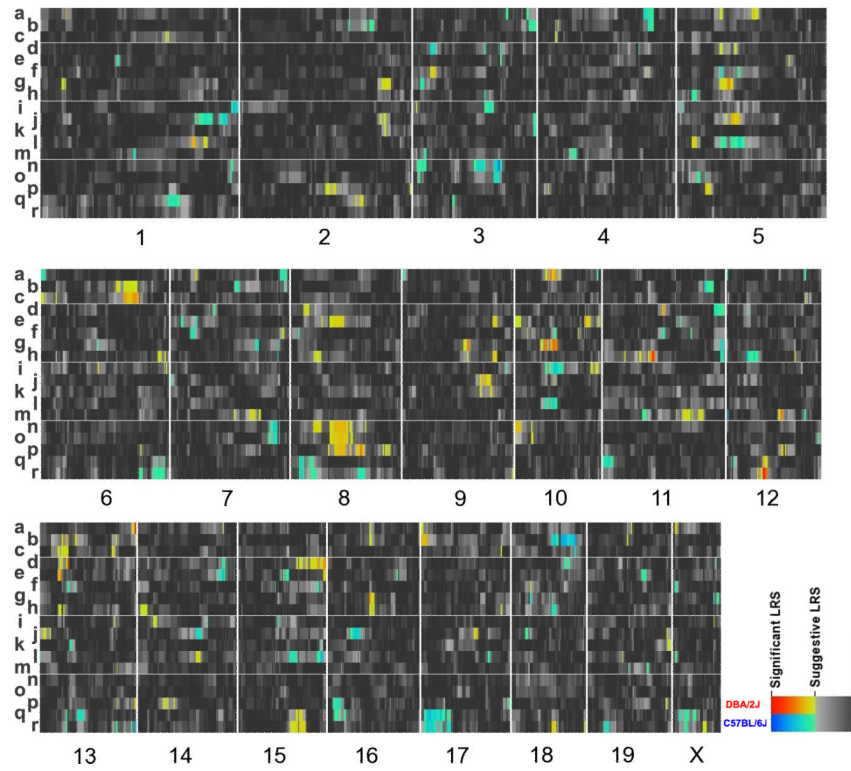 a
b
c
d
e
f
g
h
i
j
k
l
m
n
o
p
q
r
1 2 3 4 5
a
b
c
d
e
f
g
h
i
j
k
l
m
n
o
p
q
r
6 7 8 9 10 11 12
a
b
c
d
e
f
g
h
i
j
k
l
m
n
o
p
q
r
13 14 15 16 17 18 19 X
Significant LRS
Suggestive LRS
DBA/2J
C57BL/6J